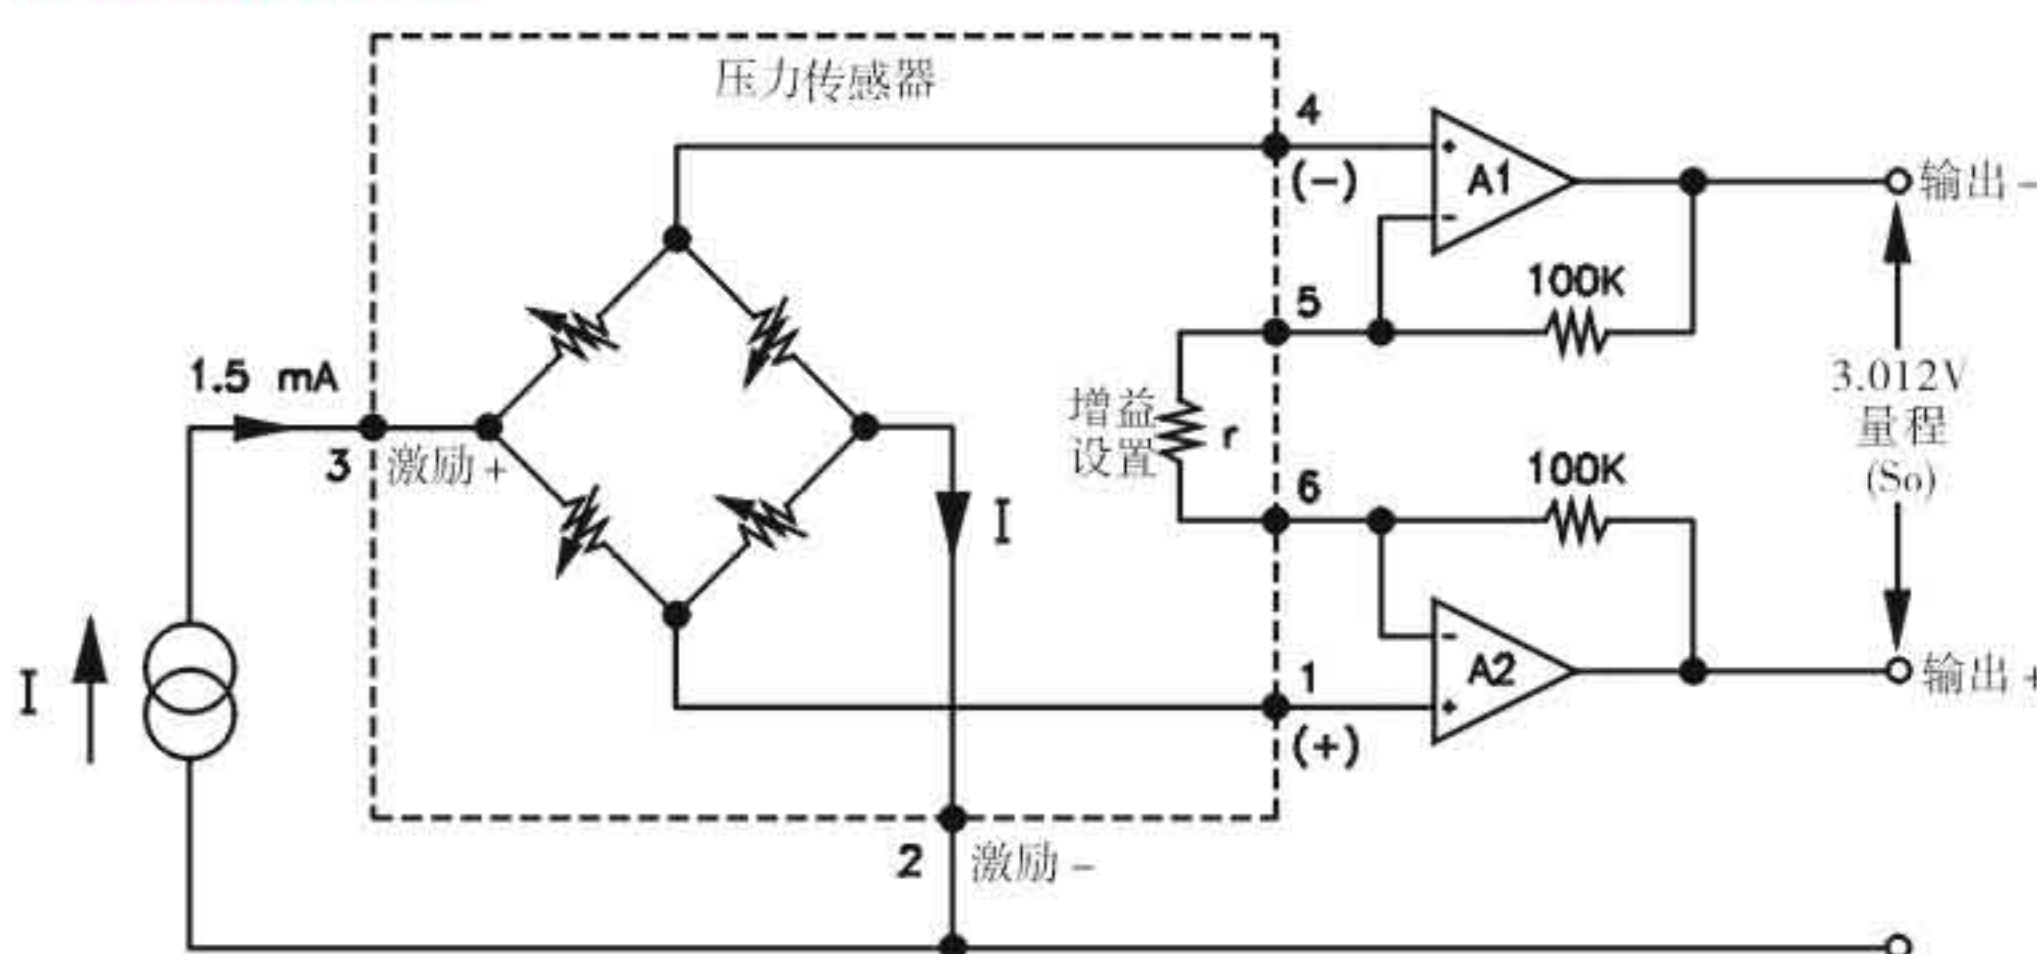 压力传感器
4
(-)
A1
输出 -
100K
5
1.5 mA
3
激励 +
增益
设置
r
3.012V
量程
(So)
100K
6
I
I
1
(+)
A2
输出 +
2
激励 -